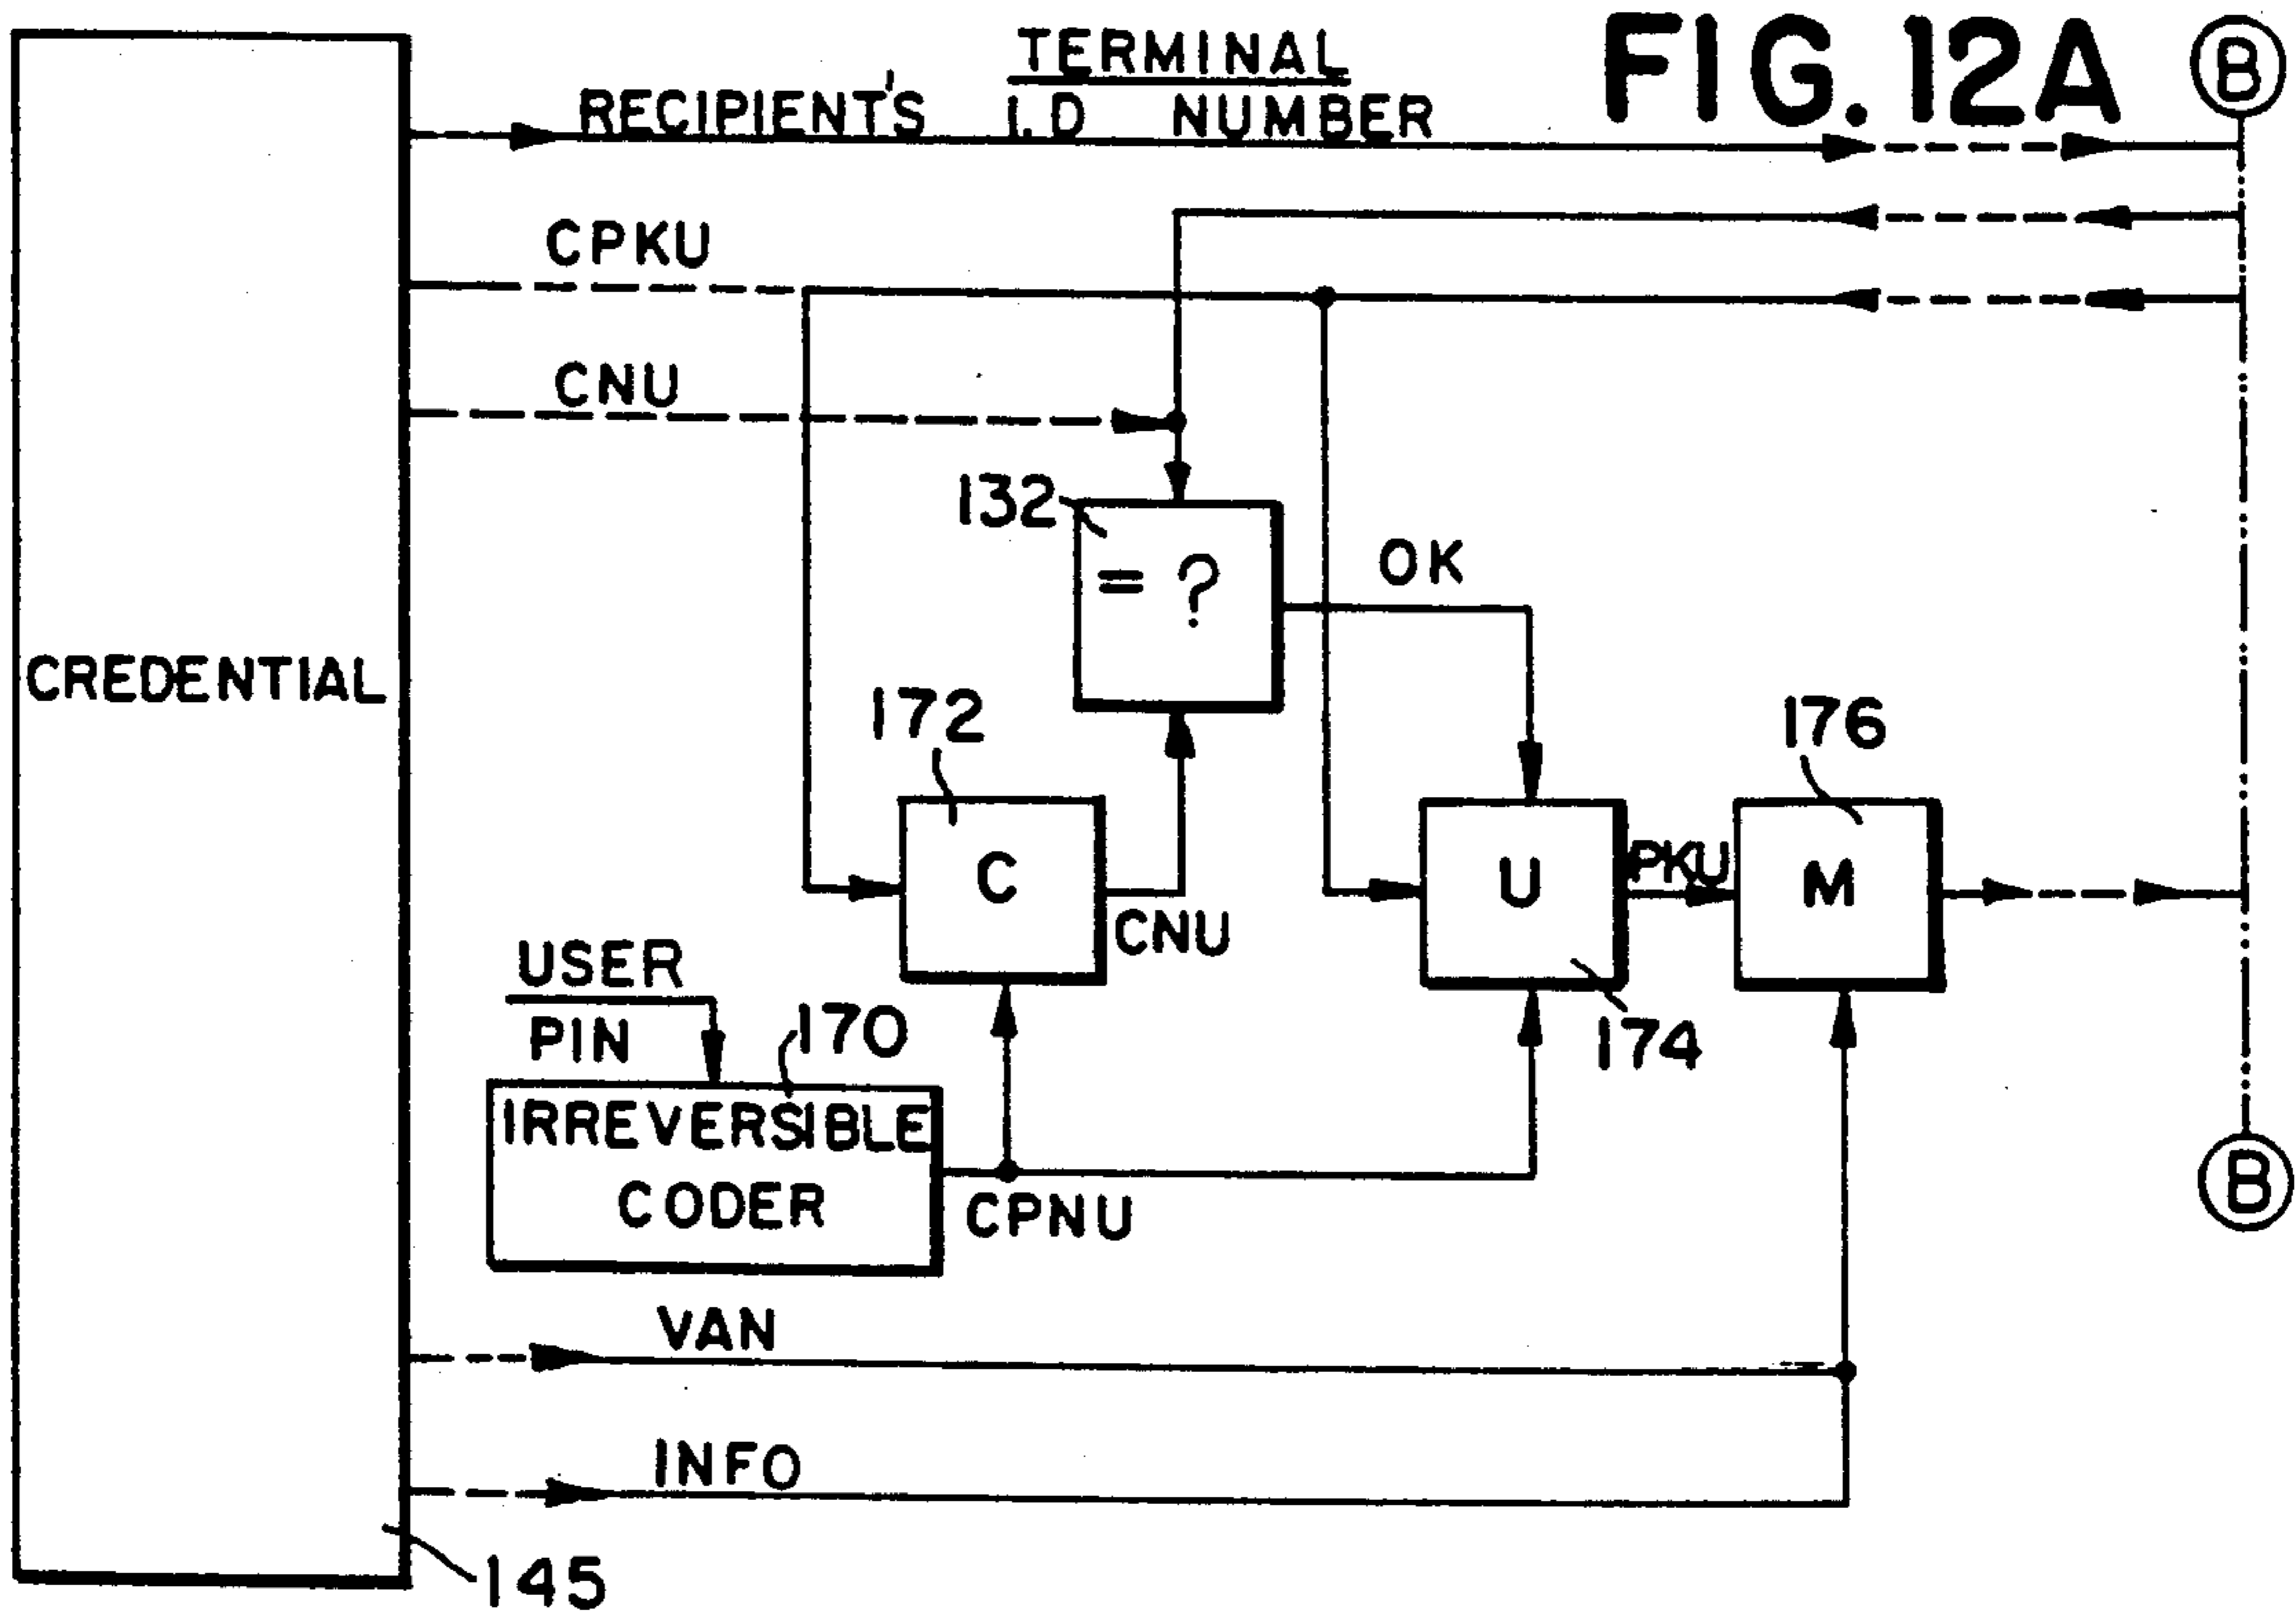 TERMINAL
FIG.12A
B
RECIPIENT'S I.D NUMBER
CPKU
CNU
132
= ?
OK
CREDENTIAL
172
176
C
U
PKU
M
CNU
USER
PIN
170
174
IRREVERSIBLE
CODER
CPNU
B
VAN
INFO
145